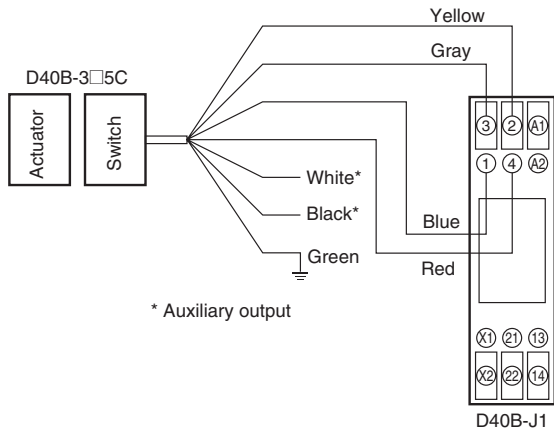 Yellow
Gray
D40B-3□5C
Actuator
Switch
3 2 A1
1 4 A2
White*
Black*
Blue
Green
Red
* Auxiliary output
X1 21 13
X2 22 14
D40B-J1